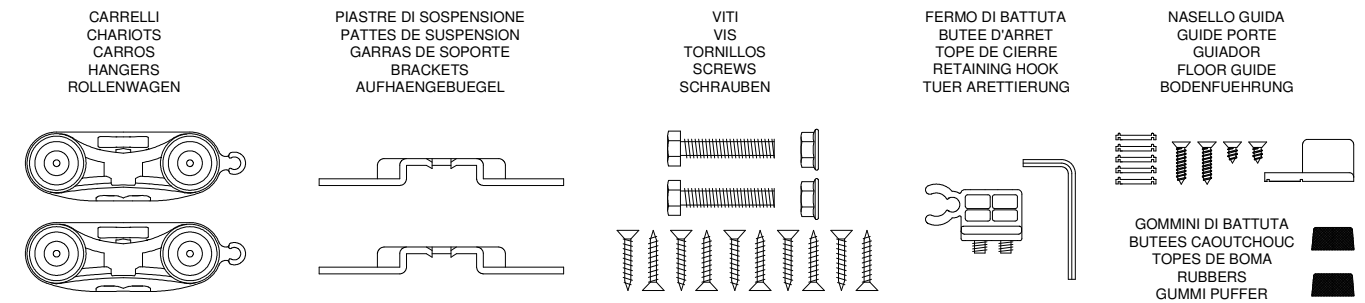 CARRELLI
CHARIOTS
CARROS
HANGERS
ROLLENWAGEN
PIASTRE DI SOSPENSIONE
PATTES DE SUSPENSION
GARRAS DE SOPORTE
BRACKETS
AUFHAENGEBUEGEL
VITI
VIS
TORNILLOS
SCREWS
SCHRAUBEN
FERMO DI BATTUTA
BUTEE D'ARRET
TOPE DE CIERRE
RETAINING HOOK
TUER ARETTIERUNG
NASELLO GUIDA
GUIDE PORTE
GUIADOR
FLOOR GUIDE
BODENFUEHRUNG
GOMMINI DI BATTUTA
BUTEES CAOUTCHOUC
TOPES DE BOMA
RUBBERS
GUMMI PUFFER